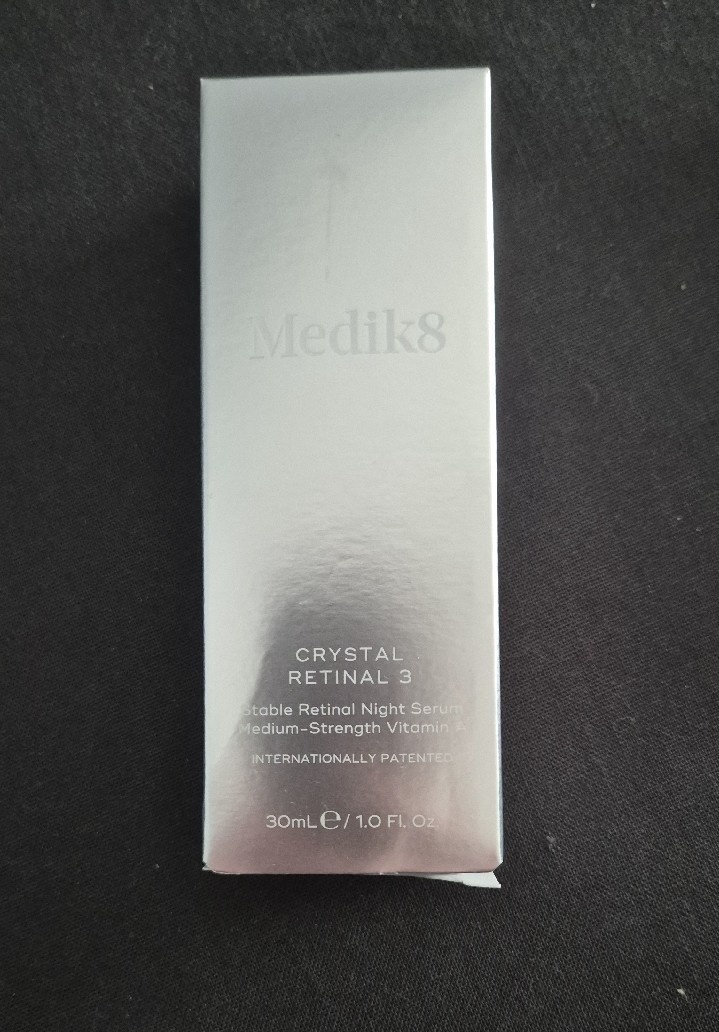 Medik8
CRYSTAL
RETINAL 3
Stable Retinal Night Serum
Medium-Strength Vitamin A
INTERNATIONALLY PATENTED
30mL℮ / 1.0 Fl. Oz.